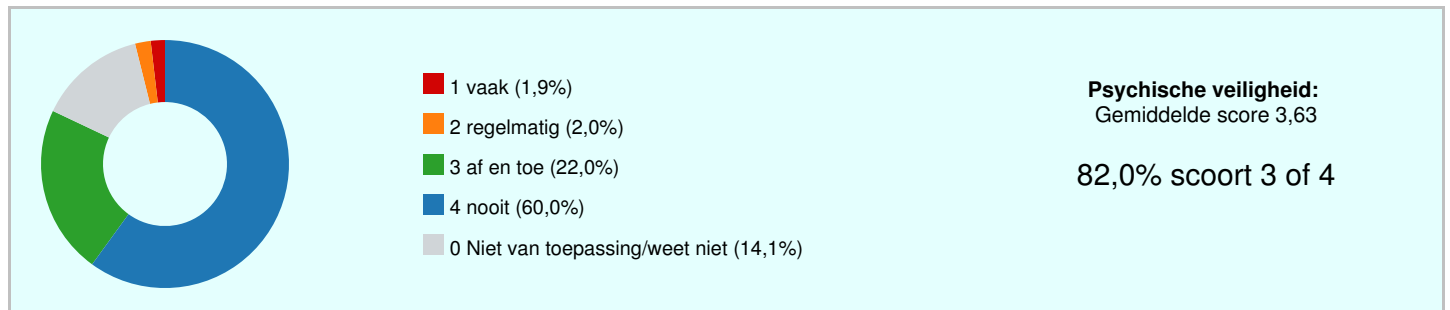 1 vaak (1,9%)
2 regelmatig (2,0%)
3 af en toe (22,0%)
4 nooit (60,0%)
0 Niet van toepassing/weet niet (14,1%)
Psychische veiligheid:
Gemiddelde score 3,63
82,0% scoort 3 of 4